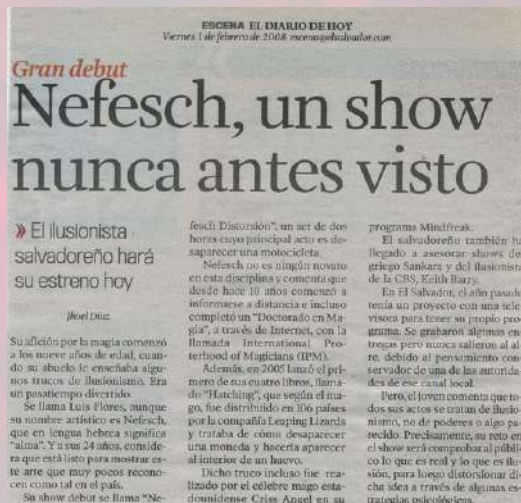 ESCENA EL DIARIO DE HOY
Viernes 1 de febrero de 2008 escena@elsalvador.com
Gran debut
Nefesch, un show
nunca antes visto
» El ilusionista
salvadoreño hará
su estreno hoy
Jhoel Díaz
Su afición por la magia comenzó
a los nueve años de edad, cuan-
do su abuelo le enseñaba algu-
nos trucos de ilusionismo. Era
un pasatiempo divertido.
Se llama Luis Flores, aunque
su nombre artístico es Nefesch,
que en lengua hebrea significa
"alma". Y a sus 24 años, conside-
ra que está listo para mostrar es-
te arte que muy pocos recono-
cen como tal en el país.
Su show debut se llama "Ne-
fesch Distorsión", un set de dos
horas cuyo principal acto es de-
saparecer una motocicleta.
Nefesch no es ningún novato
en esta disciplina y comenta que
desde hace 10 años comenzó a
informarse a distancia e incluso
completó un "Doctorado en Ma-
gia", a través de Internet, con la
llamada International Pro-
terhood of Magicians (IPM).
Además, en 2005 lanzó el pri-
mero de sus cuatro libros, llama-
do "Hatching", que según el ma-
go, fue distribuido en 106 países
por la compañía Leaping Lizards
y trataba de cómo desaparecer
una moneda y hacerla aparecer
al interior de un huevo.
Dicho truco incluso fue rea-
lizado por el célebre mago esta-
dounidense Criss Angel en su
programa Mindfreak.
El salvadoreño también ha
llegado a asesorar shows del
griego Sankara y del ilusionista
de la CBS, Keith Barry.
En El Salvador, el año pasado
tenía un proyecto con una tele-
visora para tener su propio pro-
grama. Se grabaron algunas en-
tregas pero nunca salieron al ai-
re, debido al pensamiento con-
servador de una de las autorida-
des de ese canal local.
Pero, el joven comenta que to-
dos sus actos se tratan de ilusio-
nismo, no de poderes o algo pa-
recido. Precisamente, su reto en
el show será comprobar al públi-
co lo que es real y lo que es ilu-
sión, para luego distorsionar di-
cha idea a través de algunas es-
trategias psicológicas.